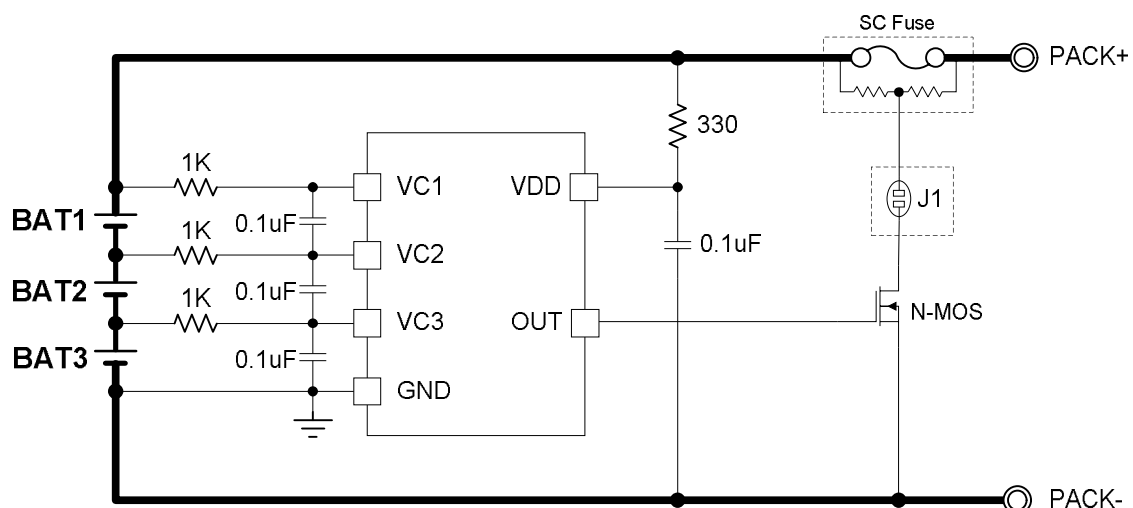 SC Fuse
PACK+
330
1K
VC1
VDD
J1
BAT1
0.1uF
1K
VC2
0.1uF
BAT2
0.1uF
1K
VC3
OUT
N-MOS
BAT3
0.1uF
GND
PACK-